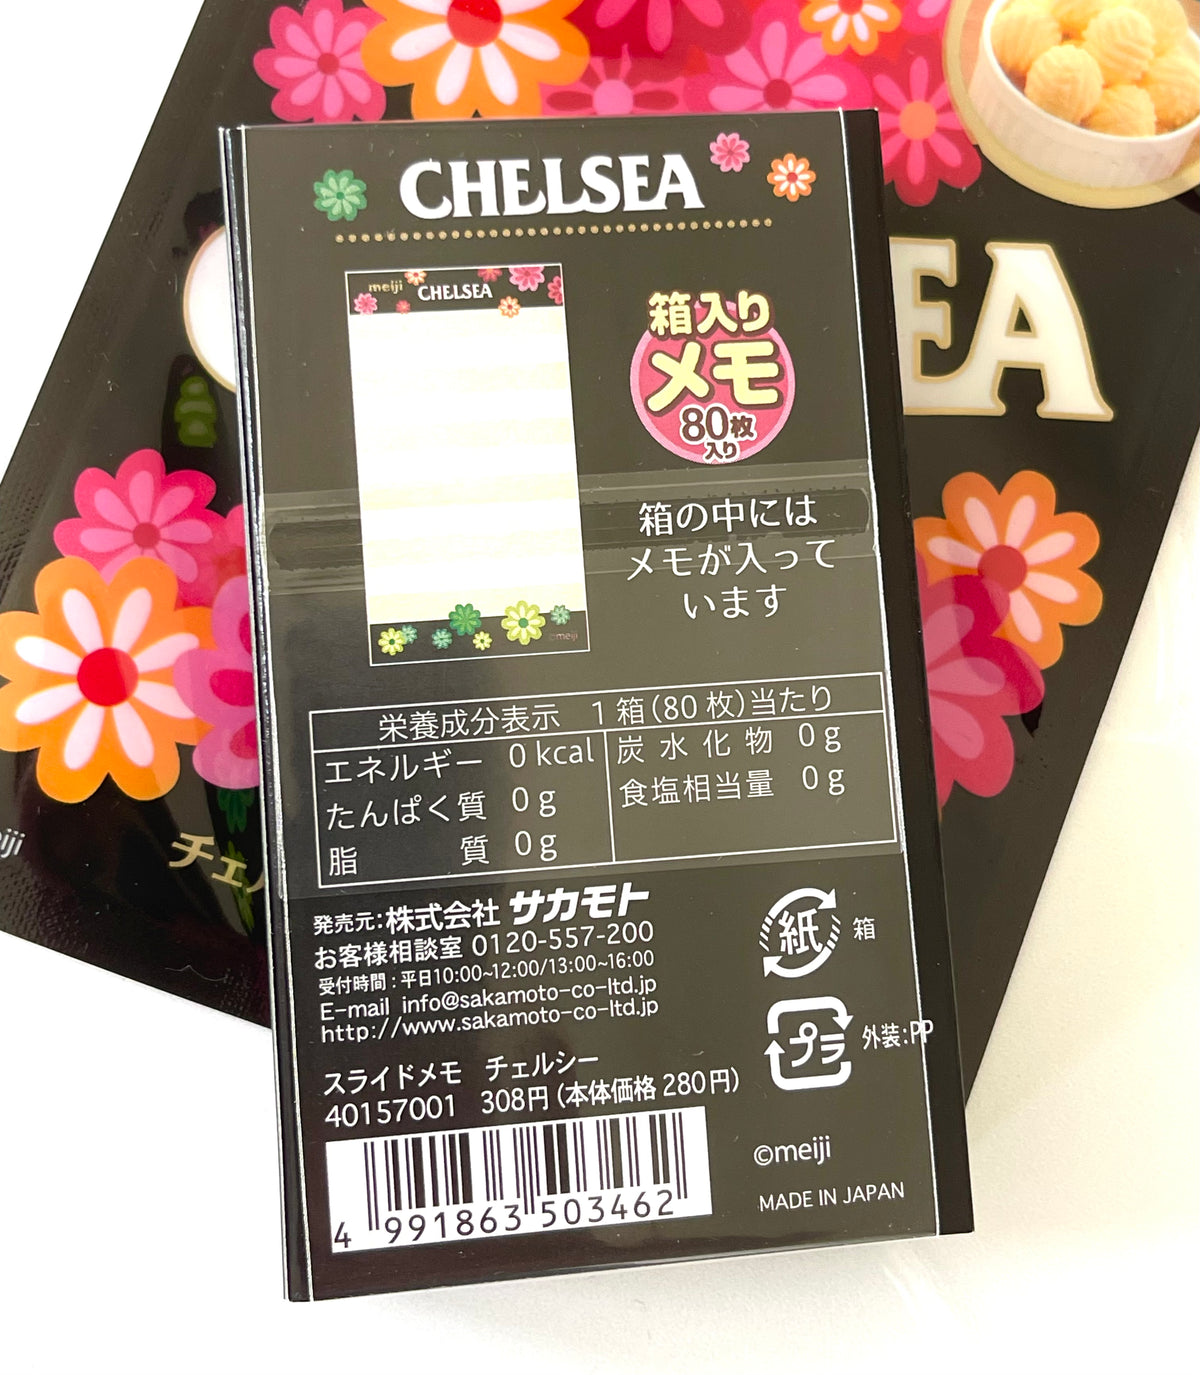 CHELSEA
meiji CHELSEA
箱入り
メモ
80枚
入り
箱の中には
メモが入って
います
©meiji
栄養成分表示 1箱(80枚)当たり
エネルギー 0kcal 炭水化物 0g
たんぱく質 0g 食塩相当量 0g
脂質 0g
発売元:株式会社 サカモト
お客様相談室 0120-557-200
受付時間:平日10:00~12:00/13:00~16:00
E-mail info@sakamoto-co-ltd.jp
http://www.sakamoto-co-ltd.jp
紙 箱
プラ 外装:PP
スライドメモ チェルシー
40157001 308円(本体価格 280円)
4 991863 503462
©meiji
MADE IN JAPAN
EA
チェル